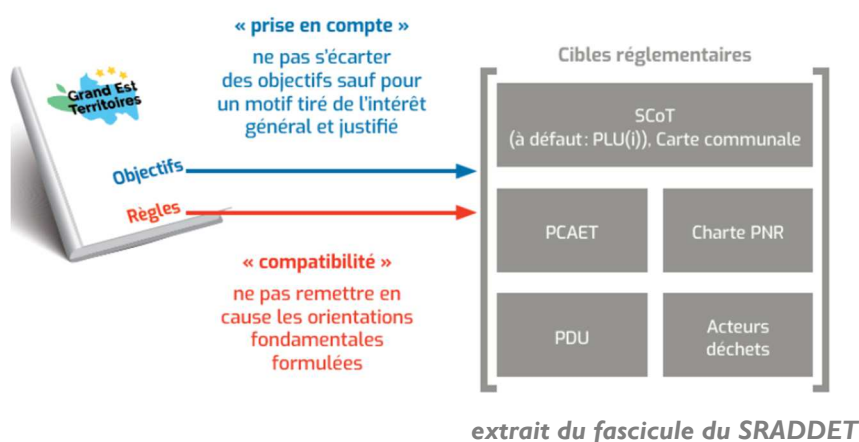 « prise en compte »
ne pas s'écarter
des objectifs sauf pour
un motif tiré de l'intérêt
général et justifié
Grand Est
Territoires
Objectifs
Règles
« compatibilité »
ne pas remettre en
cause les orientations
fondamentales
formulées
Cibles réglementaires
SCoT
(à défaut : PLU(i)), Carte communale
PCAET
Charte PNR
PDU
Acteurs
déchets
extrait du fascicule du SRADDET